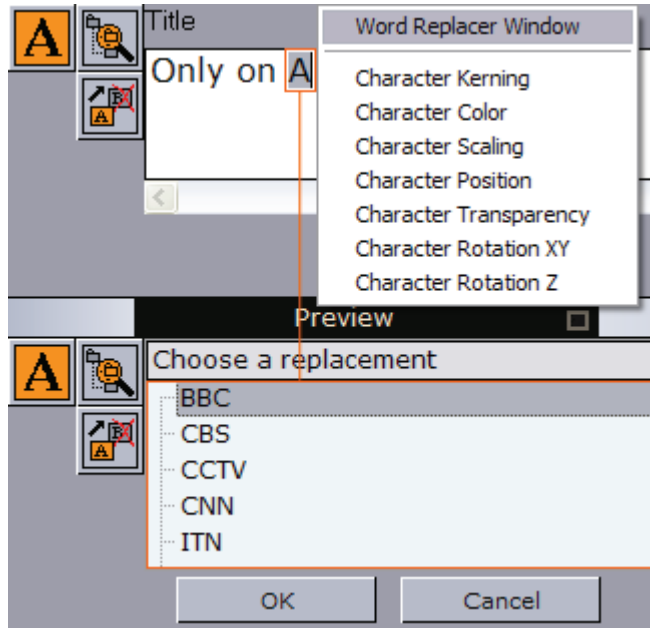 Title
Only on A
Word Replacer Window
Character Kerning
Character Color
Character Scaling
Character Position
Character Transparency
Character Rotation XY
Character Rotation Z
Preview
Choose a replacement
BBC
CBS
CCTV
CNN
ITN
OK Cancel
A
A